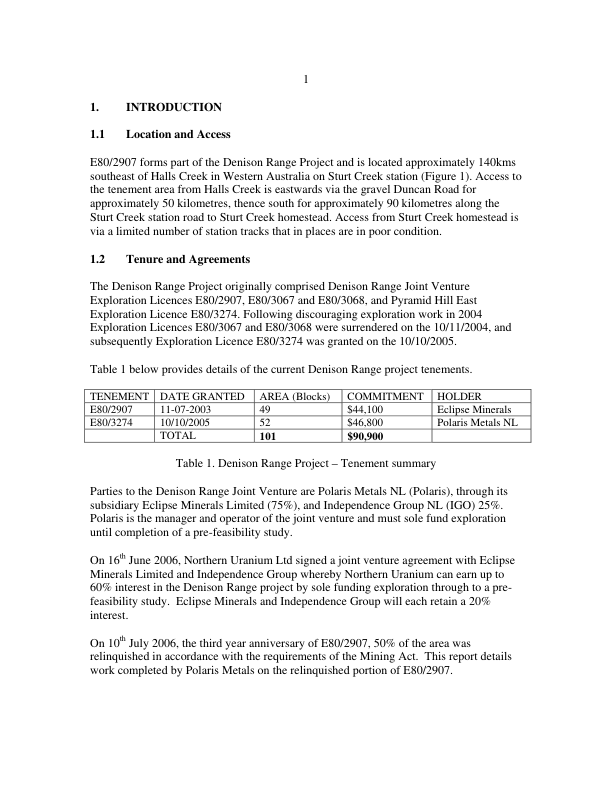 1
1. INTRODUCTION
1.1 Location and Access
E80/2907 forms part of the Denison Range Project and is located approximately 140kms
southeast of Halls Creek in Western Australia on Sturt Creek station (Figure 1). Access to
the tenement area from Halls Creek is eastwards via the gravel Duncan Road for
approximately 50 kilometres, thence south for approximately 90 kilometres along the
Sturt Creek station road to Sturt Creek homestead. Access from Sturt Creek homestead is
via a limited number of station tracks that in places are in poor condition.
1.2 Tenure and Agreements
The Denison Range Project originally comprised Denison Range Joint Venture
Exploration Licences E80/2907, E80/3067 and E80/3068, and Pyramid Hill East
Exploration Licence E80/3274. Following discouraging exploration work in 2004
Exploration Licences E80/3067 and E80/3068 were surrendered on the 10/11/2004, and
subsequently Exploration Licence E80/3274 was granted on the 10/10/2005.
Table 1 below provides details of the current Denison Range project tenements.
TENEMENT DATE GRANTED AREA (Blocks) COMMITMENT HOLDER
E80/2907 11-07-2003 49 $44,100 Eclipse Minerals
E80/3274 10/10/2005 52 $46,800 Polaris Metals NL
TOTAL 101 $90,900
Table 1. Denison Range Project – Tenement summary
Parties to the Denison Range Joint Venture are Polaris Metals NL (Polaris), through its
subsidiary Eclipse Minerals Limited (75%), and Independence Group NL (IGO) 25%.
Polaris is the manager and operator of the joint venture and must sole fund exploration
until completion of a pre-feasibility study.
On 16th June 2006, Northern Uranium Ltd signed a joint venture agreement with Eclipse
Minerals Limited and Independence Group whereby Northern Uranium can earn up to
60% interest in the Denison Range project by sole funding exploration through to a pre-
feasibility study. Eclipse Minerals and Independence Group will each retain a 20%
interest.
On 10th July 2006, the third year anniversary of E80/2907, 50% of the area was
relinquished in accordance with the requirements of the Mining Act. This report details
work completed by Polaris Metals on the relinquished portion of E80/2907.